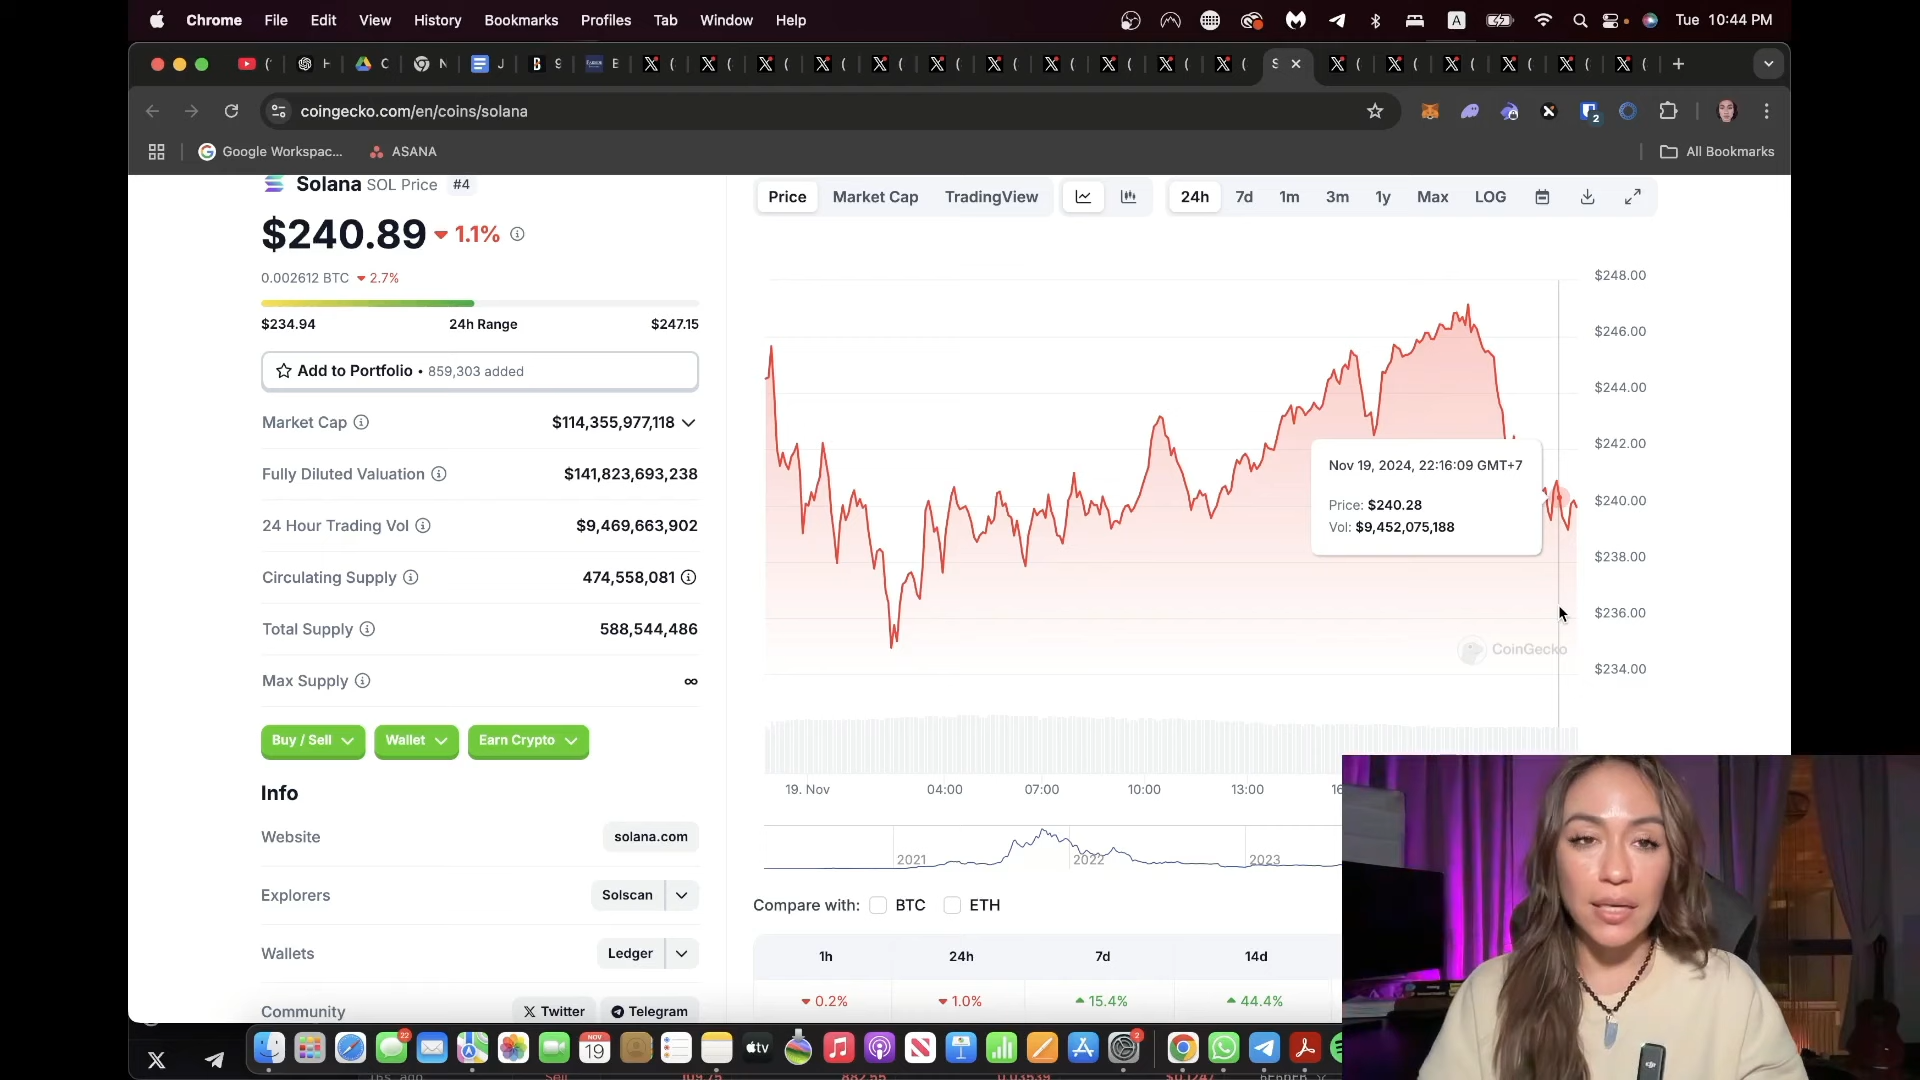 Chrome File Edit View History Bookmarks Profiles Tab Window Help
A
Tue 10:44 PM
coingecko.com/en/coins/solana
2
Google Workspac...
ASANA
All Bookmarks
Solana SOL Price #4
$240.89 1.1%
0.002612 BTC 2.7%
$234.94 24h Range $247.15
Add to Portfolio • 859,303 added
Market Cap $114,355,977,118
Fully Diluted Valuation $141,823,693,238
24 Hour Trading Vol $9,469,663,902
Circulating Supply 474,558,081
Total Supply 588,544,486
Max Supply ∞
Buy / Sell
Wallet
Earn Crypto
Info
Website solana.com
Explorers Solscan
Wallets Ledger
Community Twitter Telegram
Price Market Cap TradingView
24h 7d 1m 3m 1y Max LOG
$248.00
$246.00
$244.00
$242.00
$240.00
$238.00
$236.00
$234.00
Nov 19, 2024, 22:16:09 GMT+7
Price: $240.28
Vol: $9,452,075,188
CoinGecko
19. Nov 04:00 07:00 10:00 13:00
2021 2022 2023
Compare with: BTC ETH
1h 24h 7d 14d
0.2% 1.0% 15.4% 44.4%
22
NOV
19
tv
2